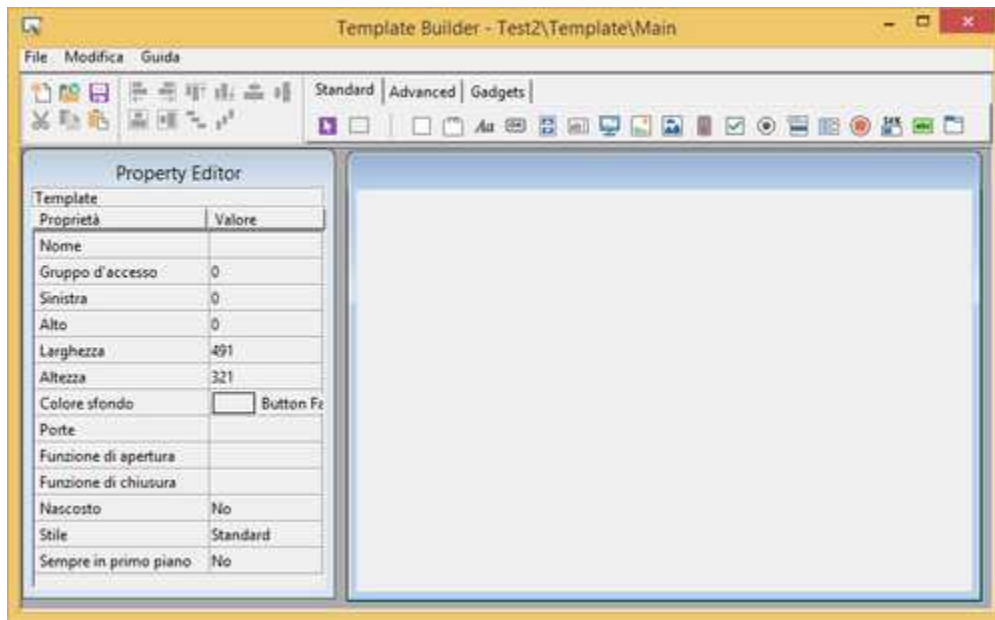 Template Builder - Test2\Template\Main
File Modifica Guida
Standard Advanced Gadgets
Property Editor
Template
Proprietà Valore
Nome
Gruppo d'accesso 0
Sinistra 0
Alto 0
Larghezza 491
Altezza 321
Colore sfondo Button Fa
Porte
Funzione di apertura
Funzione di chiusura
Nascosto No
Stile Standard
Sempre in primo piano No